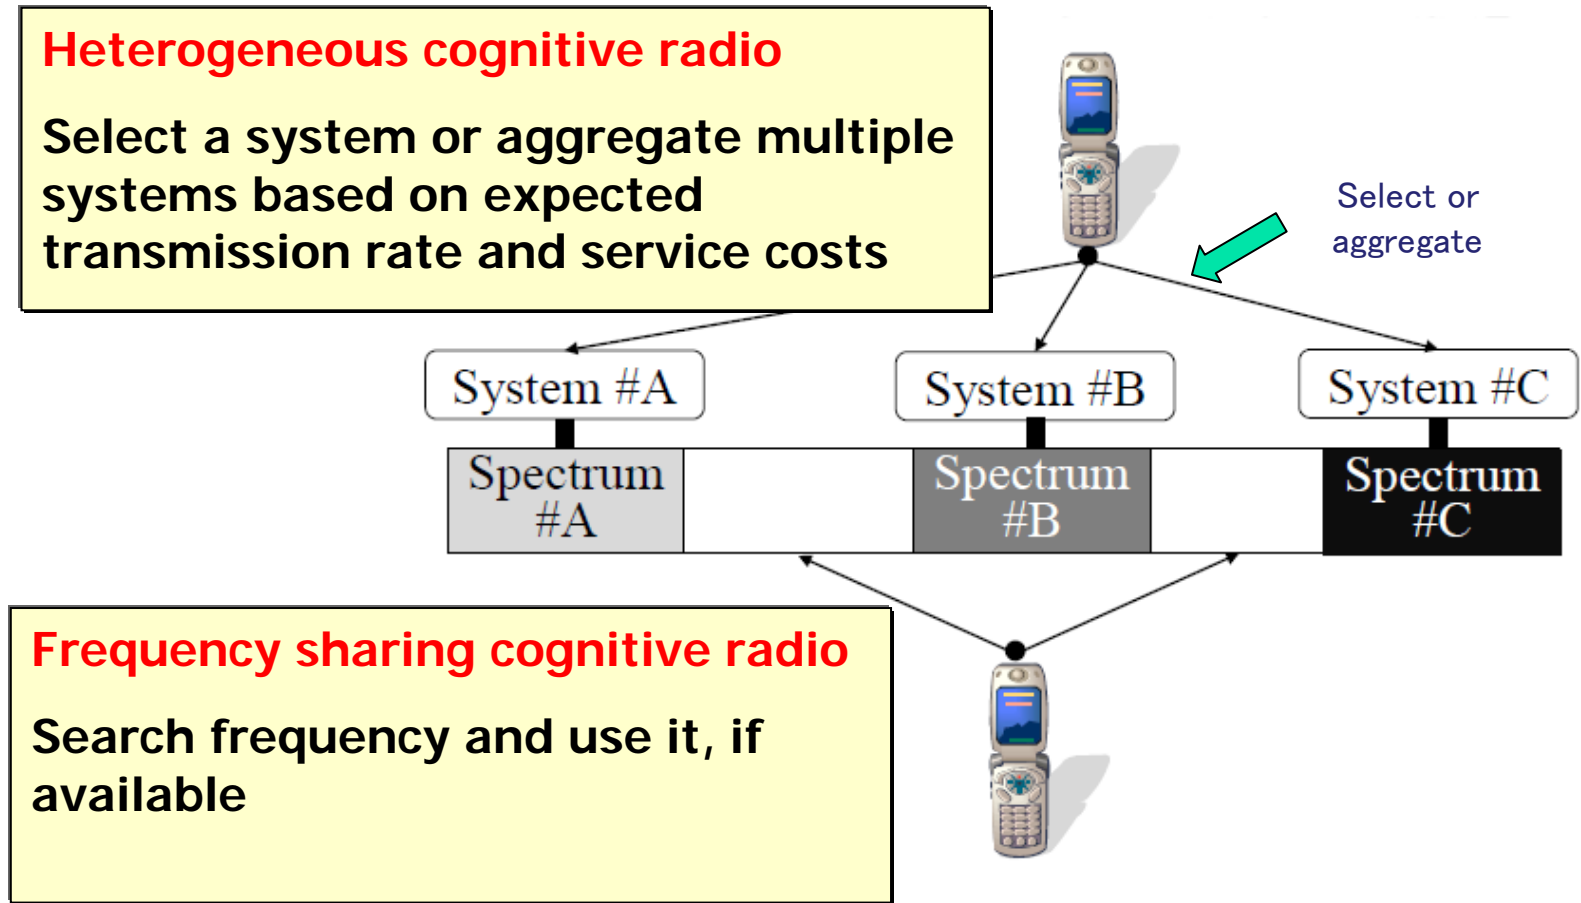 Heterogeneous cognitive radio
Select a system or aggregate multiple
systems based on expected
transmission rate and service costs
Select or
aggregate
System #A
System #B
System #C
Spectrum
#A
Spectrum
#B
Spectrum
#C
Frequency sharing cognitive radio
Search frequency and use it, if
available